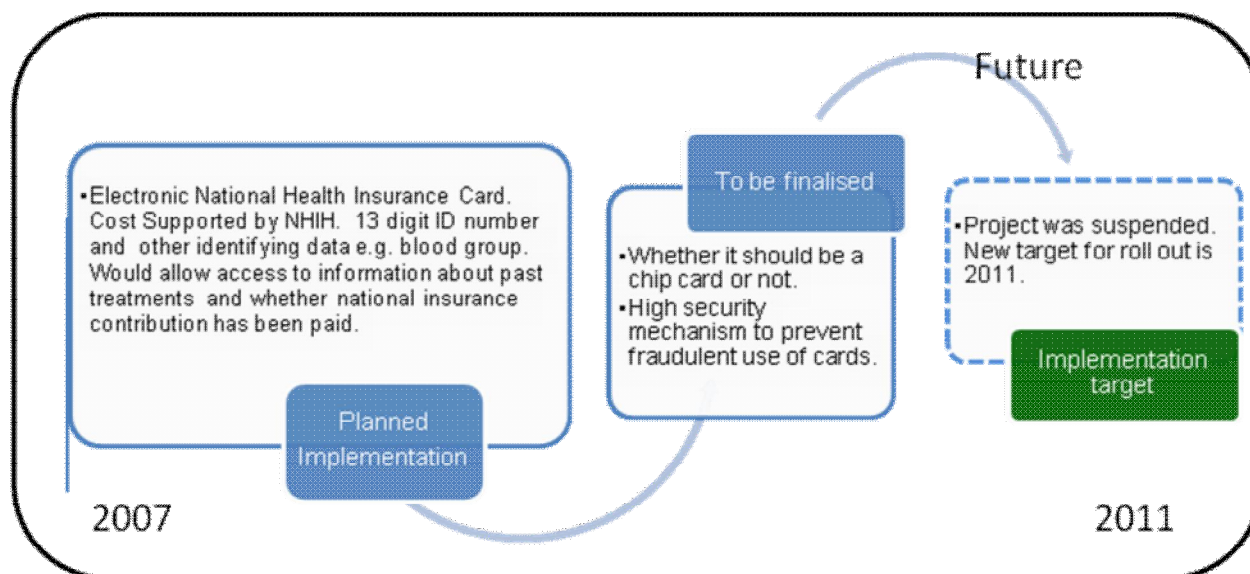 Future
•Electronic National Health Insurance Card.
Cost Supported by NHIH. 13 digit ID number
and other identifying data e.g. blood group.
Would allow access to information about past
treatments and whether national insurance
contribution has been paid.
Planned
Implementation
To be finalised
•Whether it should be a
chip card or not.
•High security
mechanism to prevent
fraudulent use of cards.
•Project was suspended.
New target for roll out is
2011.
Implementation
target
2007
2011